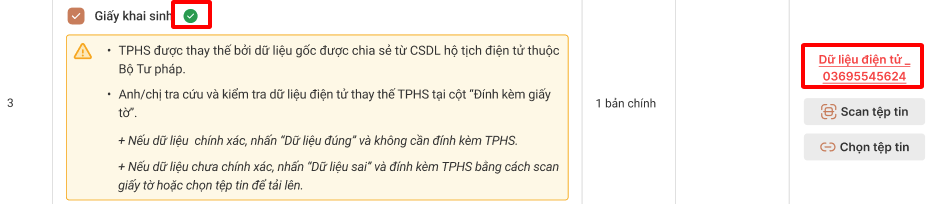 Giấy khai sinh
• TPHS được thay thế bởi dữ liệu gốc được chia sẻ từ CSDL hộ tịch điện tử thuộc
Bộ Tư pháp.
• Anh/chị tra cứu và kiểm tra dữ liệu điện tử thay thế TPHS tại cột “Đính kèm giấy
tờ”.
+ Nếu dữ liệu chính xác, nhấn “Dữ liệu đúng” và không cần đính kèm TPHS.
+ Nếu dữ liệu chưa chính xác, nhấn “Dữ liệu sai” và đính kèm TPHS bằng cách scan
giấy tờ hoặc chọn tệp tin để tải lên.
3
1 bản chính
Dữ liệu điện tử _
03695545624
Scan tệp tin
Chọn tệp tin